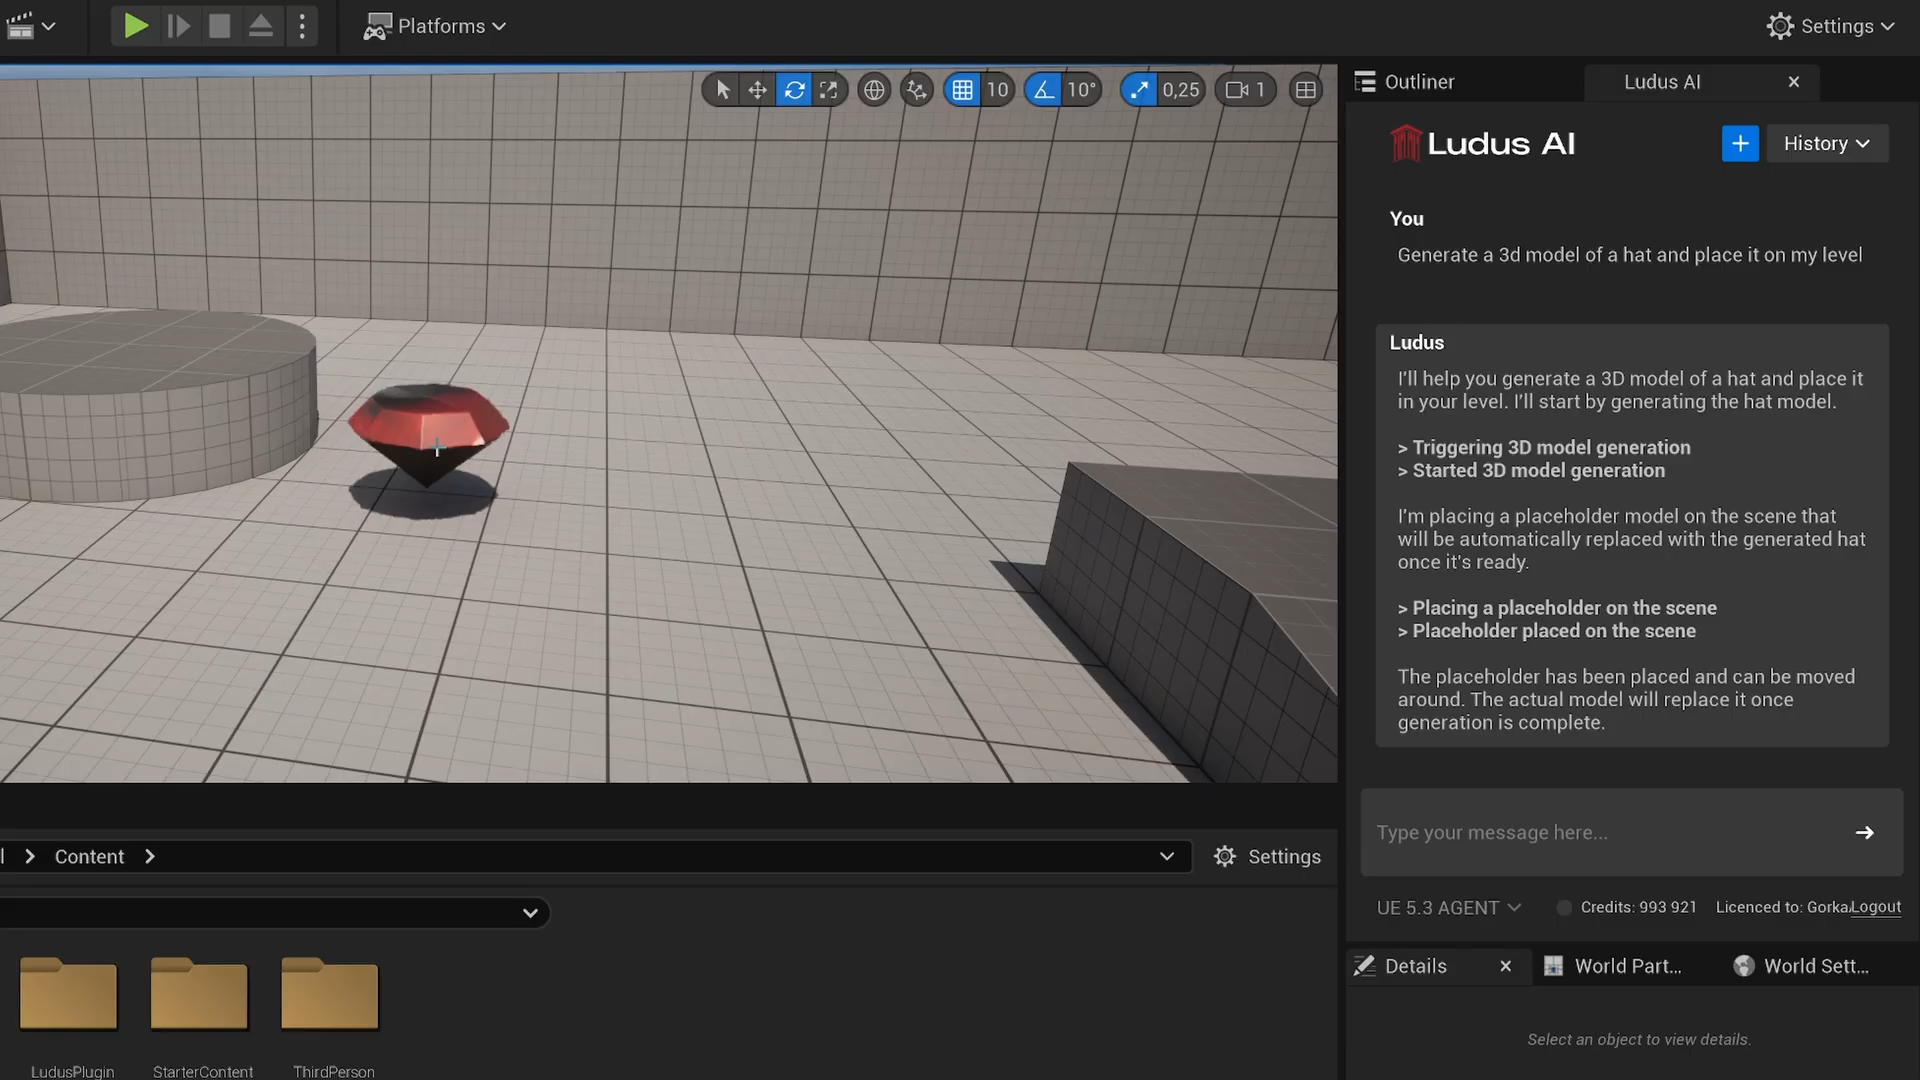 Platforms
Settings
10
10°
0,25
1
Outliner
Ludus AI
Ludus AI
History
You
Generate a 3d model of a hat and place it on my level
Ludus
I'll help you generate a 3D model of a hat and place it
in your level. I'll start by generating the hat model.
> Triggering 3D model generation
> Started 3D model generation
I'm placing a placeholder model on the scene that
will be automatically replaced with the generated hat
once it's ready.
> Placing a placeholder on the scene
> Placeholder placed on the scene
The placeholder has been placed and can be moved
around. The actual model will replace it once
generation is complete.
Type your message here...
UE 5.3 AGENT
Credits: 993 921
Licenced to: Gorka
Logout
Content
Settings
LudusPlugin
StarterContent
ThirdPerson
Details
World Part...
World Sett...
Select an object to view details.